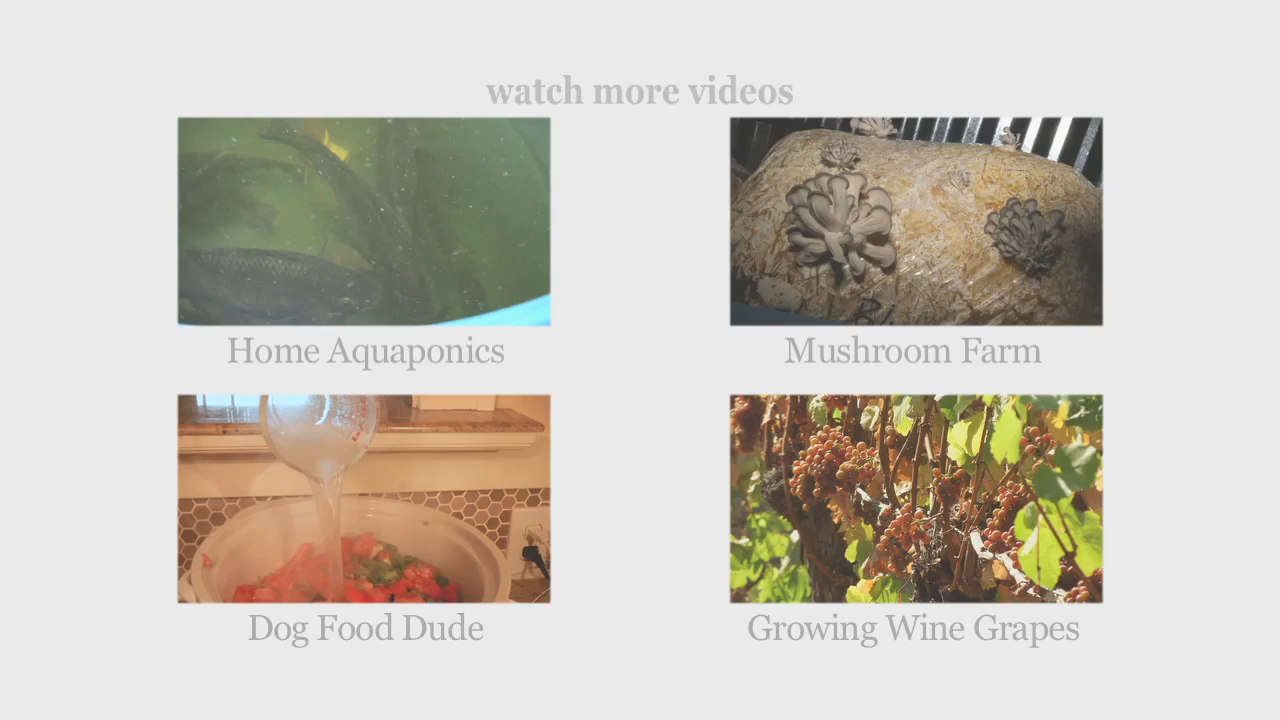 watch more videos
Home Aquaponics
Mushroom Farm
Dog Food Dude
Growing Wine Grapes